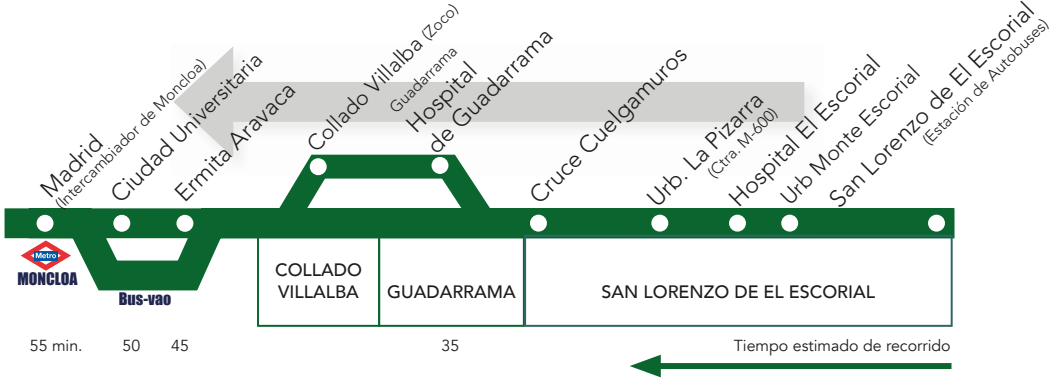 Madrid
(Intercambiador de Moncloa)
Ciudad Universitaria
Ermita Aravaca
Collado Villalba (Zoco)
Guadarrama
Hospital
de Guadarrama
Cruce Cuelgamuros
Urb. La Pizarra
(Ctra. M-600)
Hospital El Escorial
Urb Monte Escorial
San Lorenzo de El Escorial
(Estación de Autobuses)
Metro
MONCLOA
Bus-vao
COLLADO
VILLALBA
GUADARRAMA
SAN LORENZO DE EL ESCORIAL
55 min.
50
45
35
Tiempo estimado de recorrido